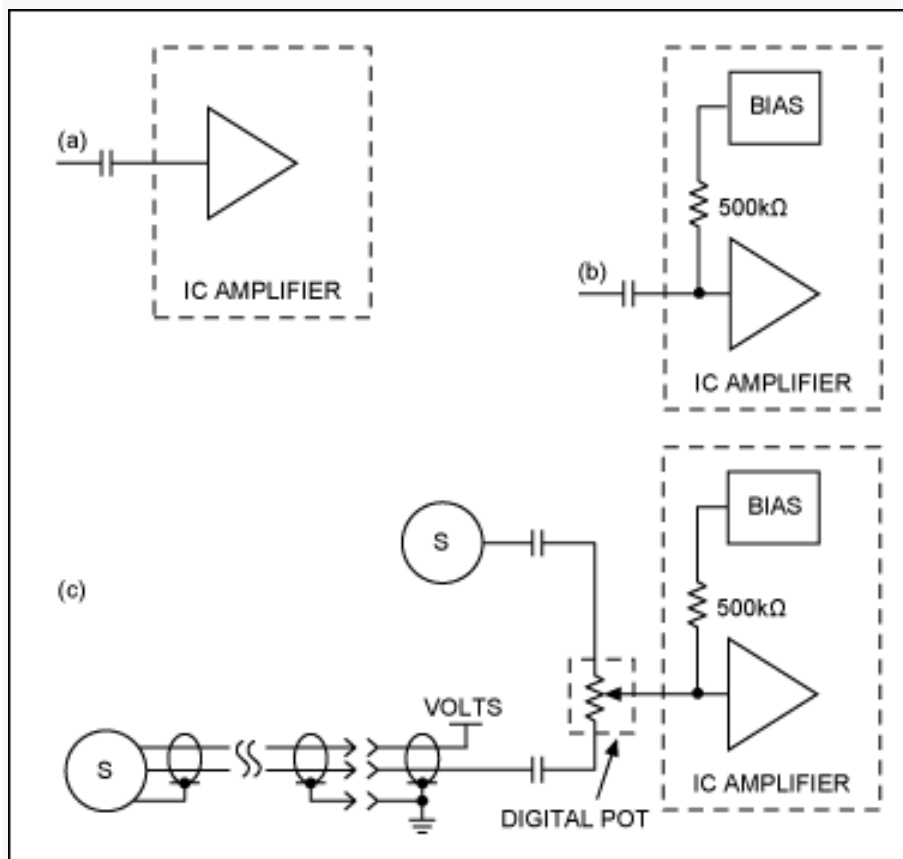 (a)
IC AMPLIFIER
BIAS
500kΩ
(b)
IC AMPLIFIER
(c)
S
BIAS
500kΩ
VOLTS
S
DIGITAL POT
IC AMPLIFIER